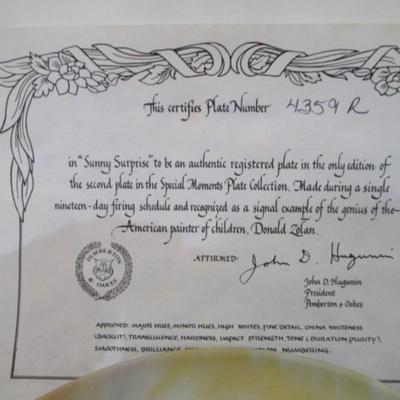 This certifies Plate Number 4359 R
in "Sunny Surprise" to be an authentic registered plate in the only edition of
the second plate in the Special Moments Plate Collection. Made during a single
nineteen-day firing schedule and recognized as a signal example of the genius of the
American painter of children, Donald Zolan.
AFFIRMED: John D. Hugunin
PEMBERTON & OAKES
John D. Hugunin
President
Pemberton & Oakes
APPROVED: MAJOR HUES, MINOR HUES, HIGH WHITES, FINE DETAIL, CHINA WHITENESS
(BACKLIT), TRANSLUCENCE, HARDNESS, IMPACT STRENGTH, TONE (DURATION, PURITY),
SMOOTHNESS, BRILLIANCE, NUMBERING.